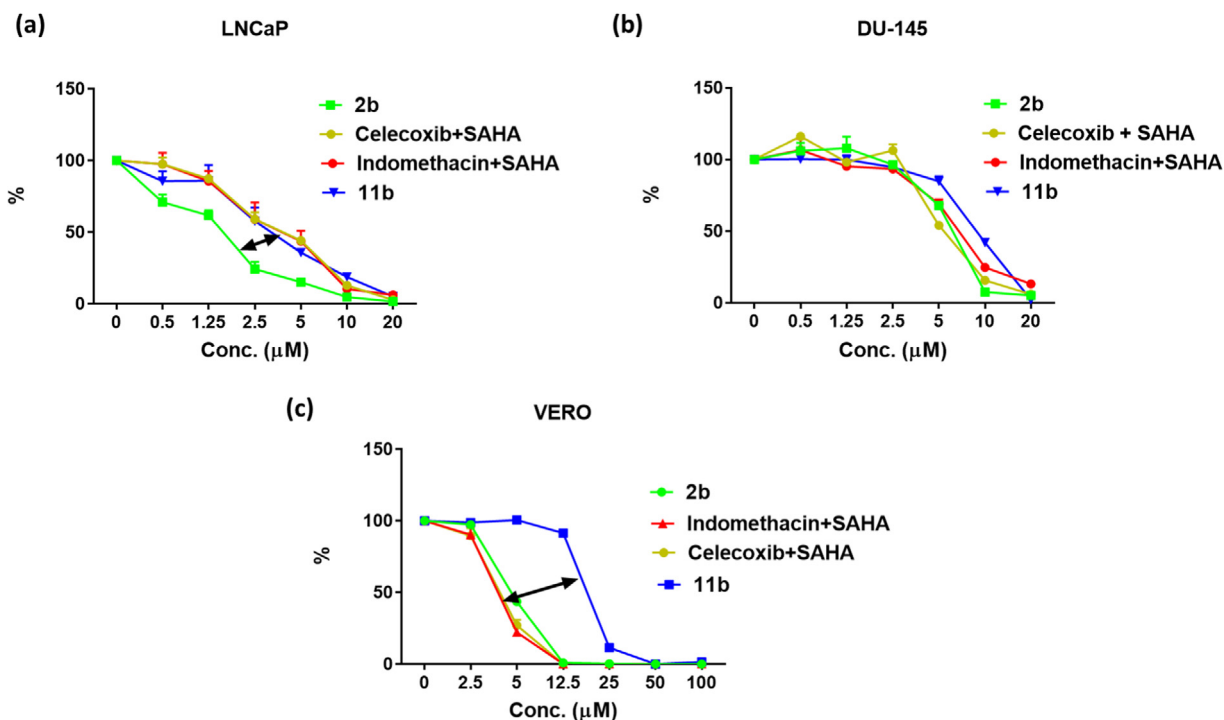 (a)
LNCaP
150
100
50
0
%
0 0.5 1.25 2.5 5 10 20
Conc. (μM)
2b
Celecoxib+SAHA
Indomethacin+SAHA
11b
(b)
DU-145
150
100
50
0
%
0 0.5 1.25 2.5 5 10 20
Conc. (μM)
2b
Celecoxib + SAHA
Indomethacin+SAHA
11b
(c)
VERO
150
100
50
0
%
0 2.5 5 12.5 25 50 100
Conc. (μM)
2b
Indomethacin+SAHA
Celecoxib+SAHA
11b